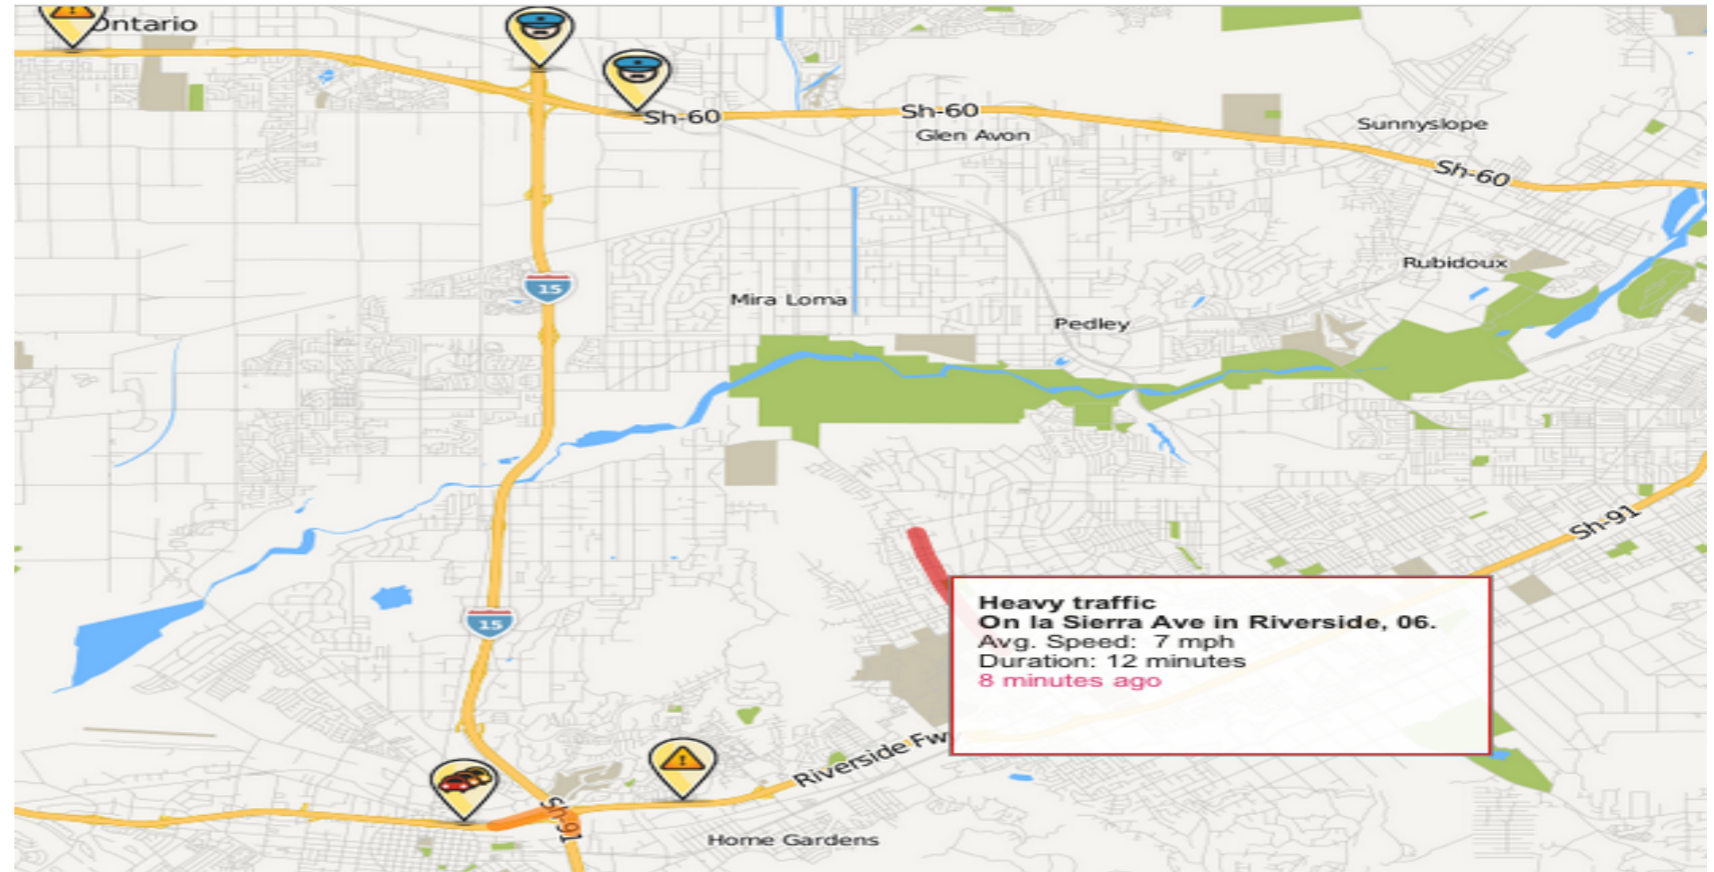 Ontario
Sh-60
Sh-60
Glen Avon
Sunnyslope
Sh-60
Rubidoux
15
Mira Loma
Pedley
Sh-91
Heavy traffic
On la Sierra Ave in Riverside, 06.
Avg. Speed: 7 mph
Duration: 12 minutes
8 minutes ago
15
Riverside Fw
Sh-91
Home Gardens